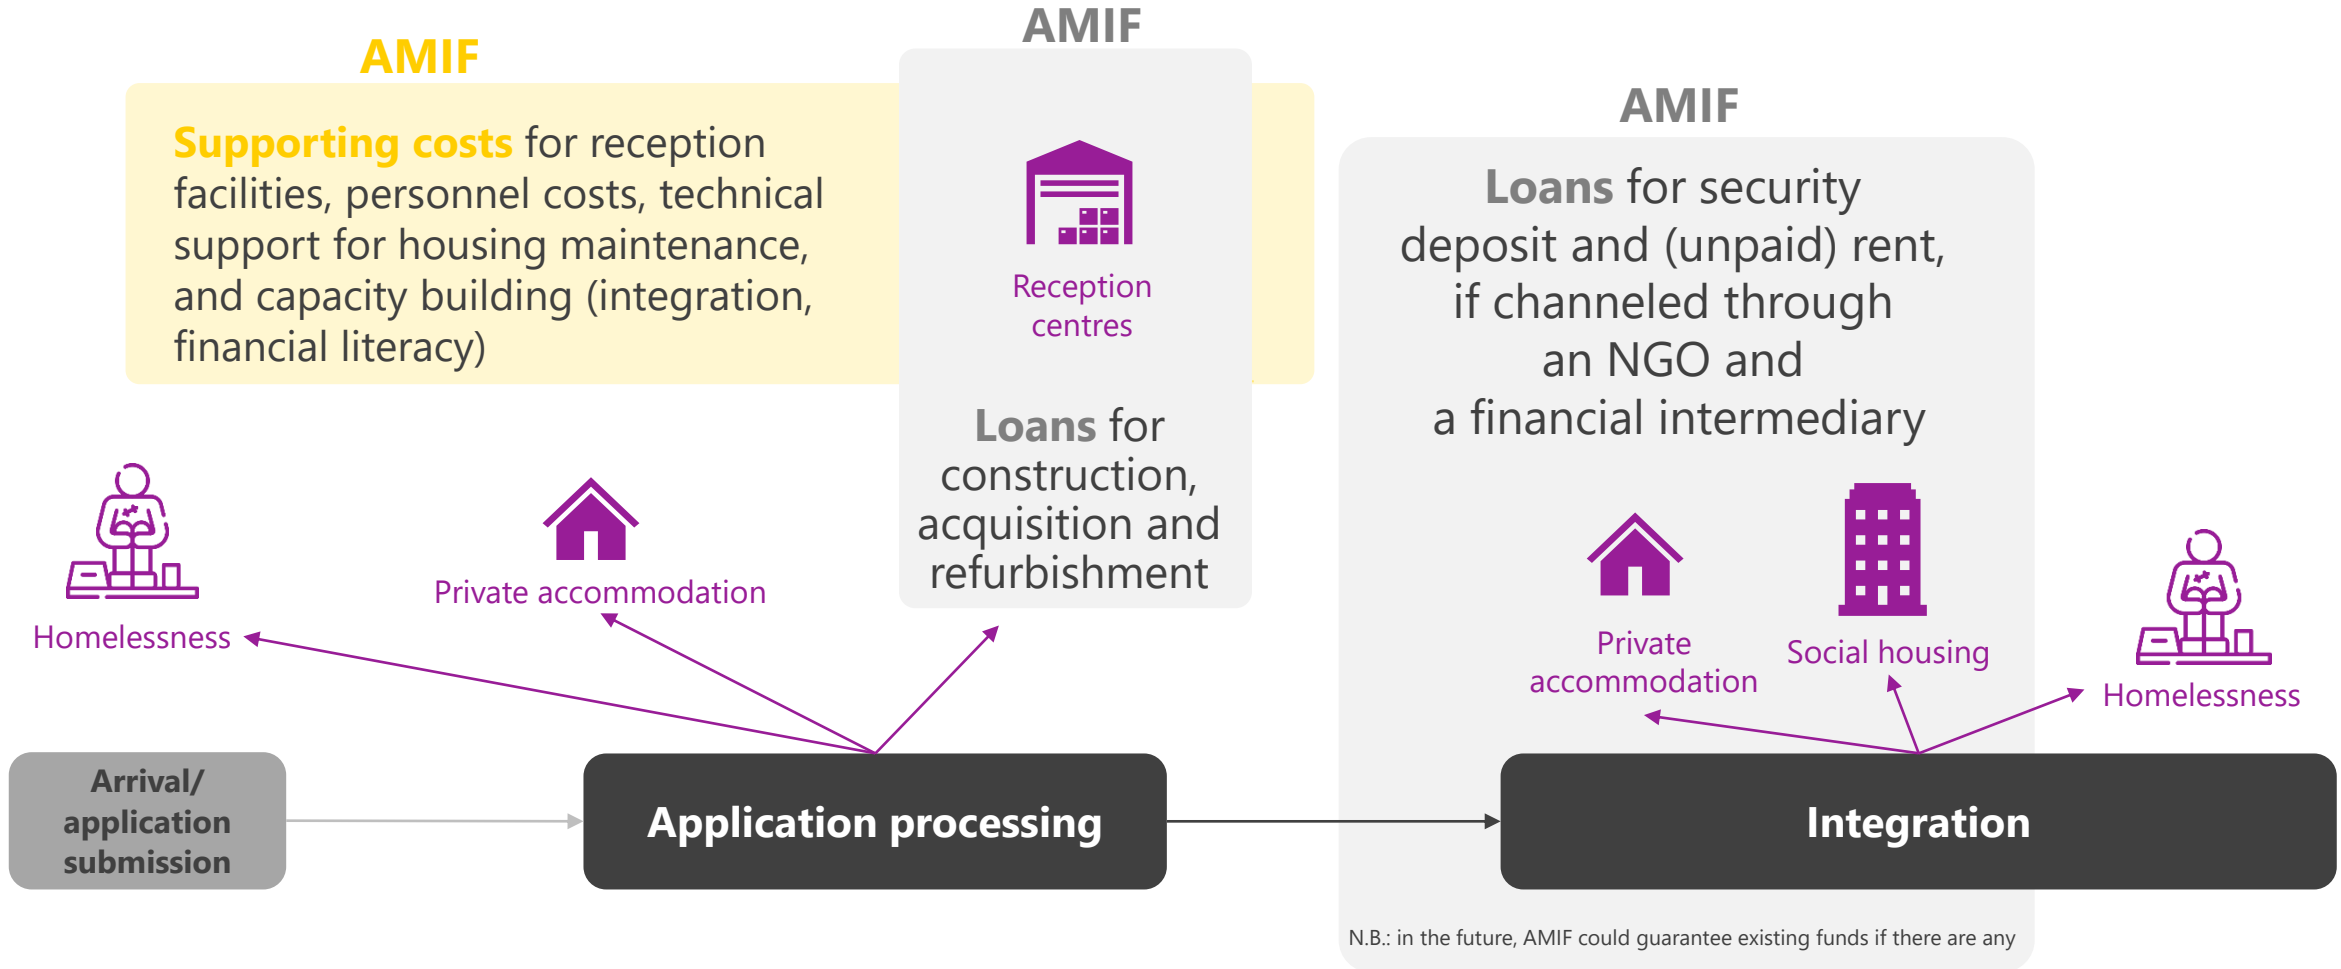 AMIF
Supporting costs for reception
facilities, personnel costs, technical
support for housing maintenance,
and capacity building (integration,
financial literacy)
AMIF
Reception
centres
Loans for
construction,
acquisition and
refurbishment
AMIF
Loans for security
deposit and (unpaid) rent,
if channeled through
an NGO and
a financial intermediary
Homelessness
Private accommodation
Private
accommodation
Social housing
Homelessness
Arrival/
application
submission
Application processing
Integration
N.B.: in the future, AMIF could guarantee existing funds if there are any